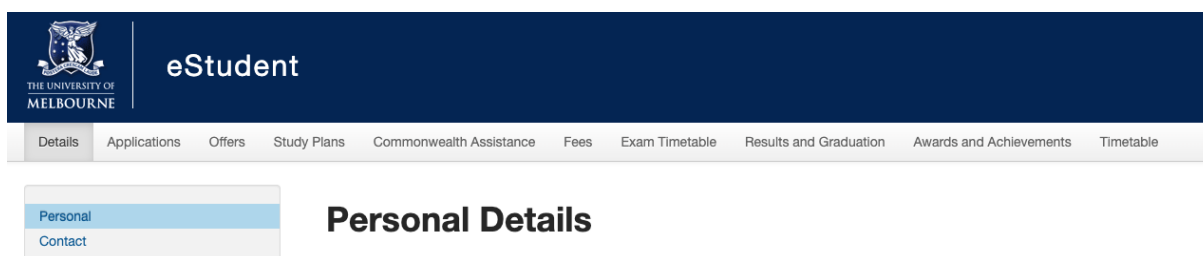 eStudent
THE UNIVERSITY OF
MELBOURNE
Details Applications Offers Study Plans Commonwealth Assistance Fees Exam Timetable Results and Graduation Awards and Achievements Timetable
Personal
Contact
Personal Details